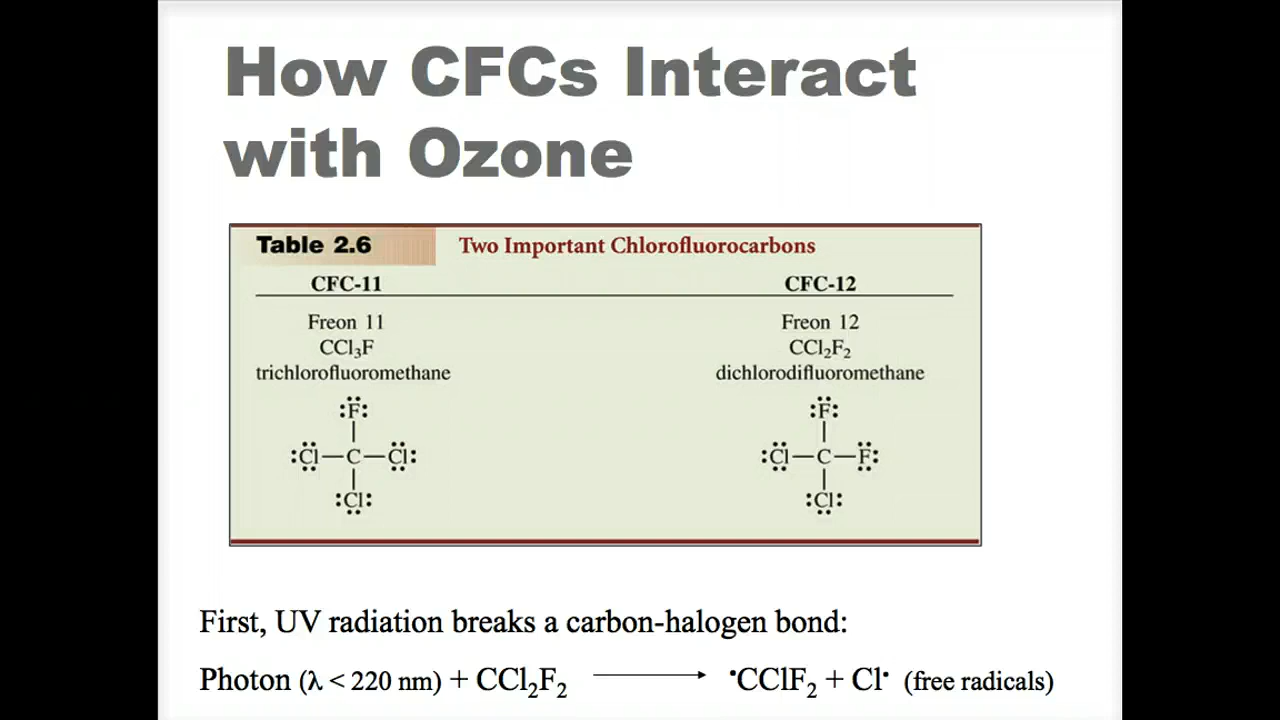 How CFCs Interact
with Ozone
Table 2.6 Two Important Chlorofluorocarbons
CFC-11 CFC-12
Freon 11 Freon 12
CCl₃F CCl₂F₂
trichlorofluoromethane dichlorodifluoromethane
:F: :F:
:Cl—C—Cl: :Cl—C—F:
:Cl: :Cl:
First, UV radiation breaks a carbon-halogen bond:
Photon (λ < 220 nm) + CCl₂F₂ ⟶ •CClF₂ + Cl• (free radicals)